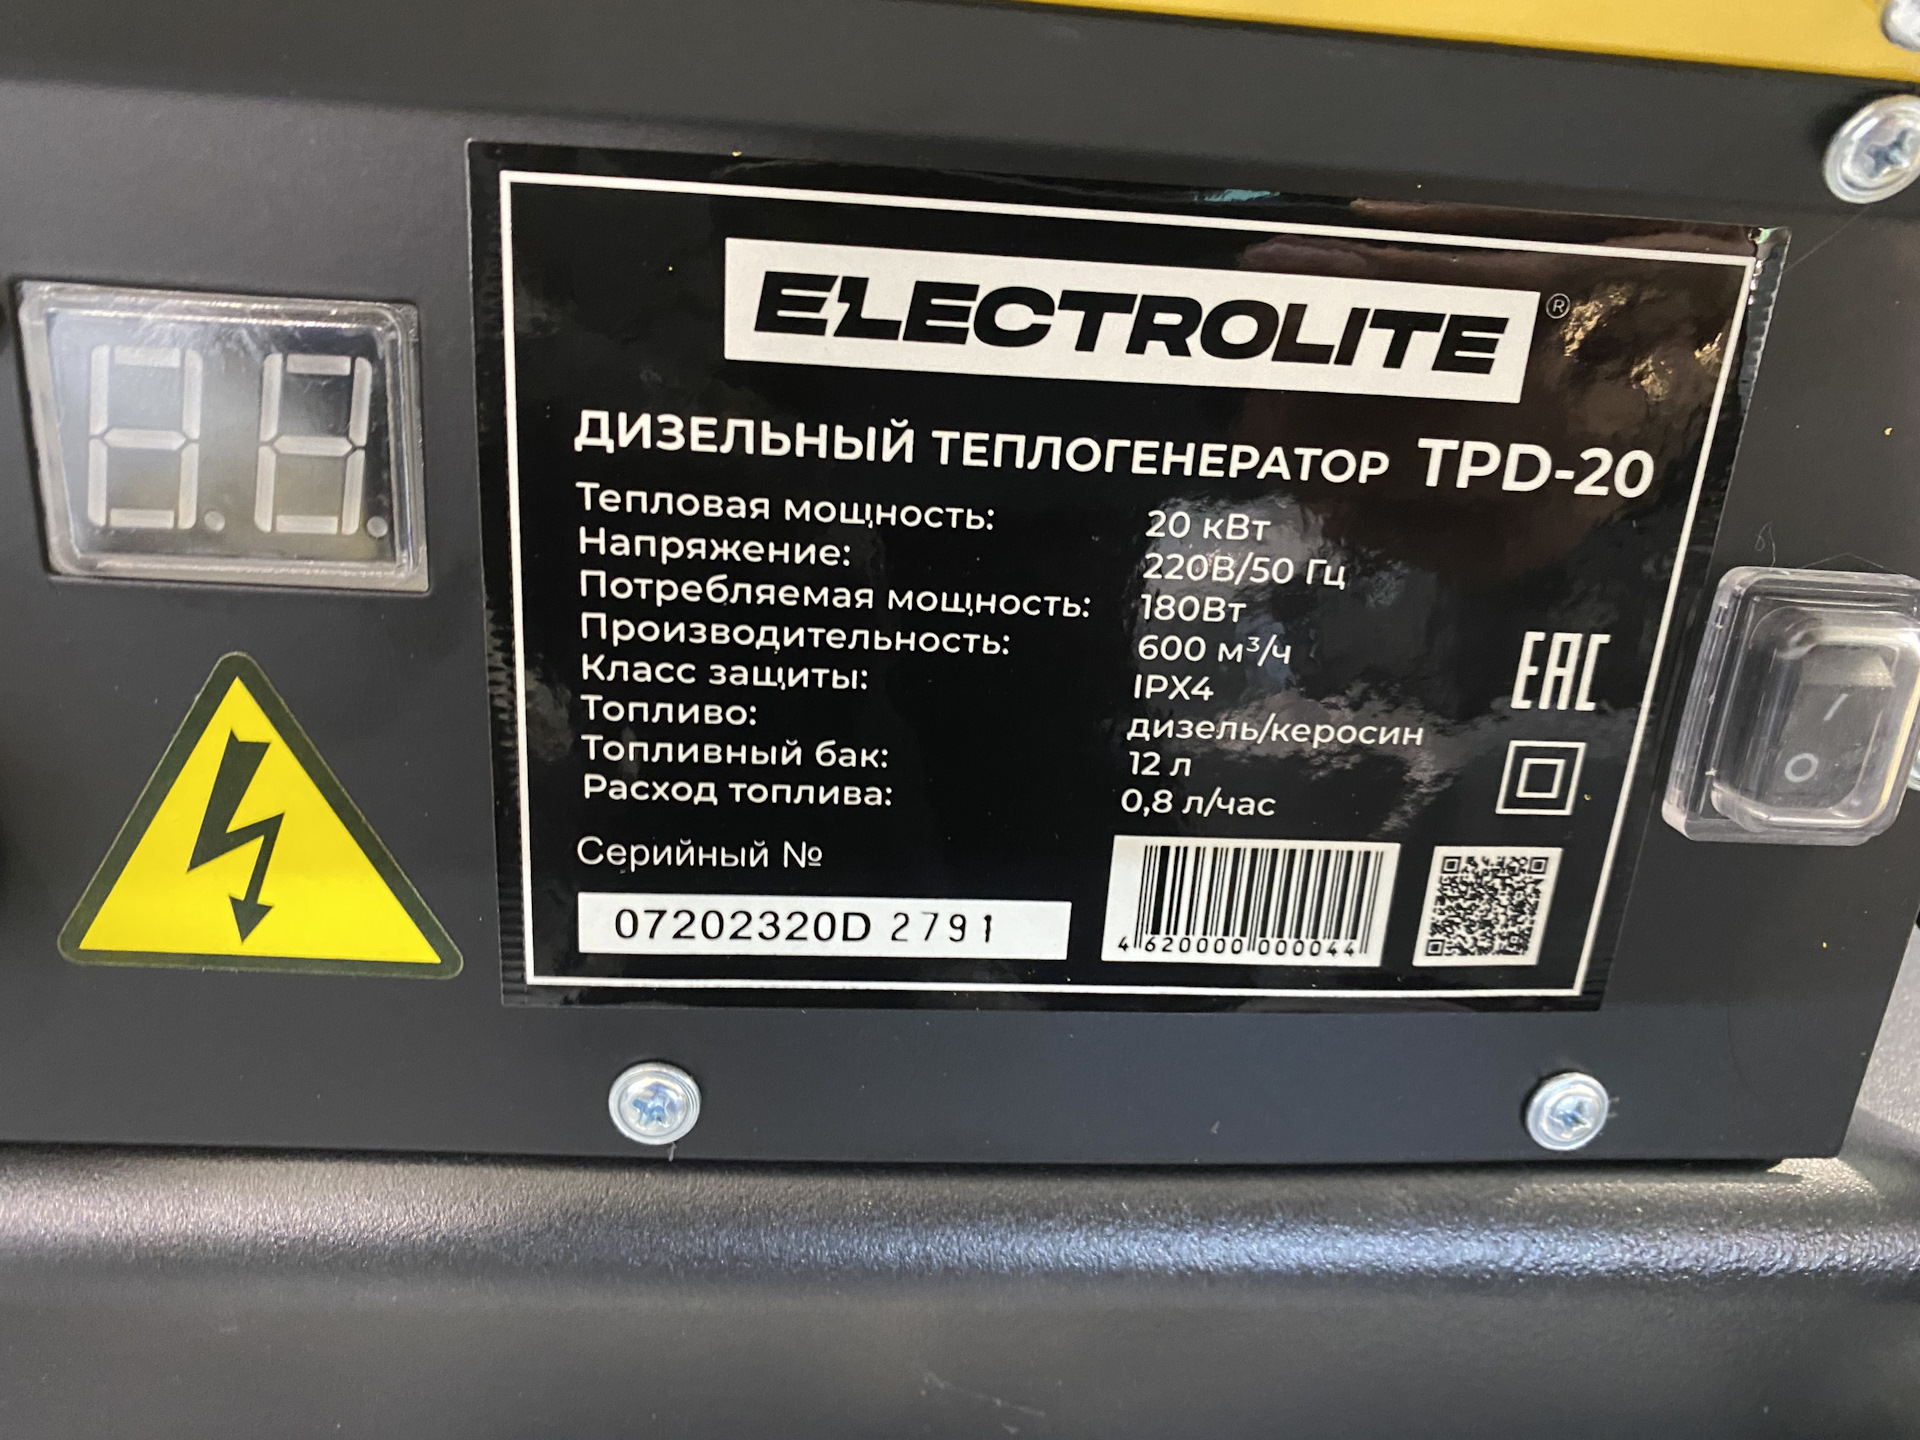 ELECTROLITE ®
ДИЗЕЛЬНЫЙ ТЕПЛОГЕНЕРАТОР TPD-20
Тепловая мощность: 20 кВт
Напряжение: 220В/50 Гц
Потребляемая мощность: 180Вт
Производительность: 600 м³/ч
Класс защиты: IPX4
Топливо: дизель/керосин
Топливный бак: 12 л
Расход топлива: 0,8 л/час
EAC
Серийный №
07202320D 2791
4 620000 000044